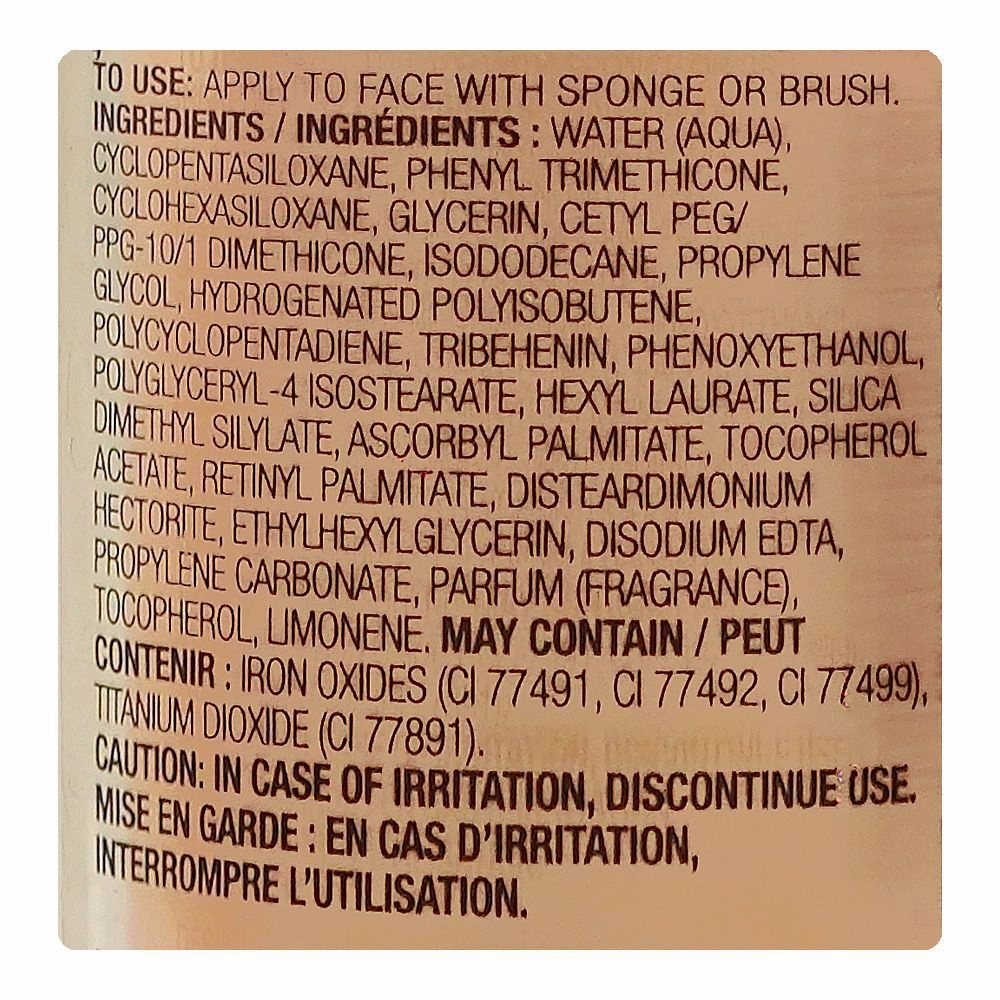 TO USE: APPLY TO FACE WITH SPONGE OR BRUSH.
INGREDIENTS / INGRÉDIENTS : WATER (AQUA),
CYCLOPENTASILOXANE, PHENYL TRIMETHICONE,
CYCLOHEXASILOXANE, GLYCERIN, CETYL PEG/
PPG-10/1 DIMETHICONE, ISODODECANE, PROPYLENE
GLYCOL, HYDROGENATED POLYISOBUTENE,
POLYCYCLOPENTADIENE, TRIBEHENIN, PHENOXYETHANOL,
POLYGLYCERYL-4 ISOSTEARATE, HEXYL LAURATE, SILICA
DIMETHYL SILYLATE, ASCORBYL PALMITATE, TOCOPHEROL
ACETATE, RETINYL PALMITATE, DISTEARDIMONIUM
HECTORITE, ETHYLHEXYLGLYCERIN, DISODIUM EDTA,
PROPYLENE CARBONATE, PARFUM (FRAGRANCE),
TOCOPHEROL, LIMONENE. MAY CONTAIN / PEUT
CONTENIR : IRON OXIDES (CI 77491, CI 77492, CI 77499),
TITANIUM DIOXIDE (CI 77891).
CAUTION: IN CASE OF IRRITATION, DISCONTINUE USE.
MISE EN GARDE : EN CAS D'IRRITATION,
INTERROMPRE L'UTILISATION.